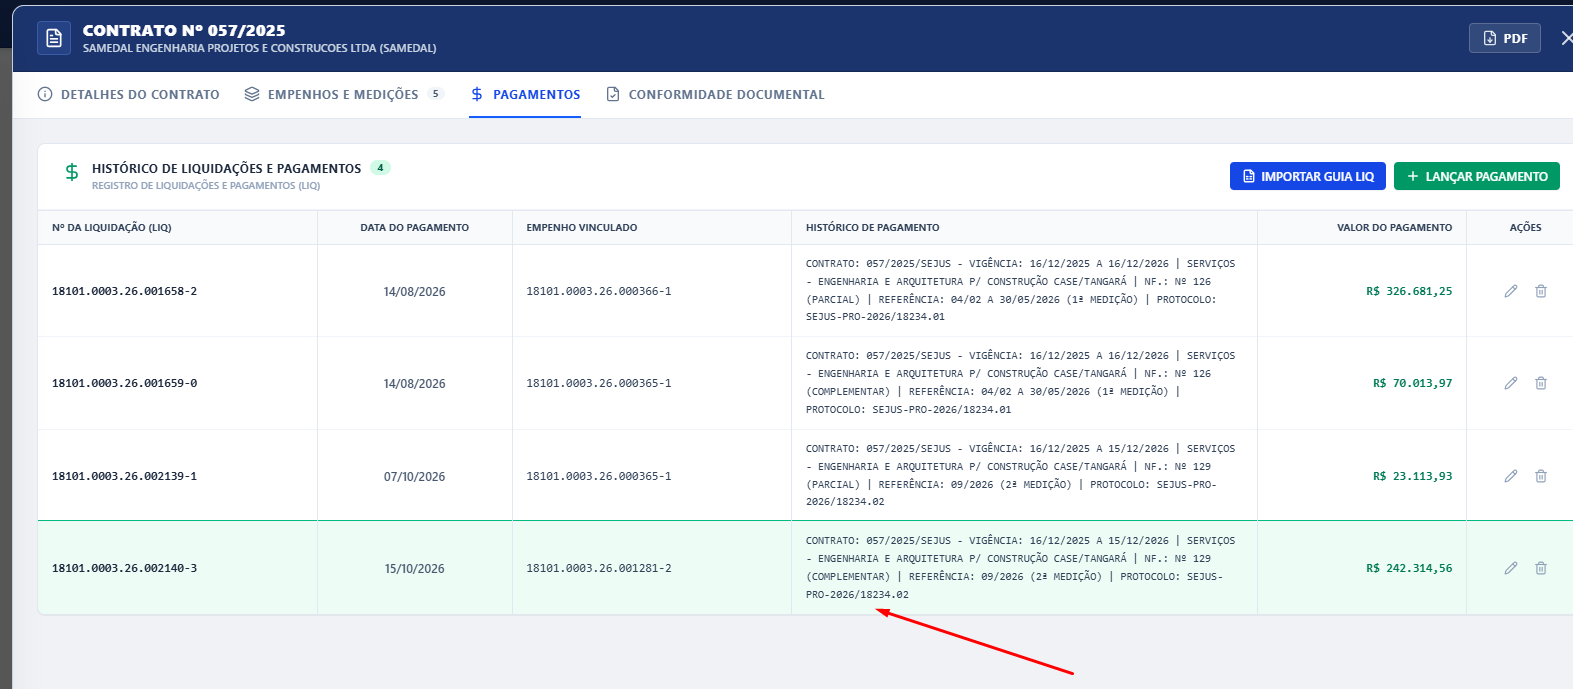 CONTRATO Nº 057/2025
SAMEDAL ENGENHARIA PROJETOS E CONSTRUCOES LTDA (SAMEDAL)
PDF
DETALHES DO CONTRATO
EMPENHOS E MEDIÇÕES 5
PAGAMENTOS
CONFORMIDADE DOCUMENTAL
HISTÓRICO DE LIQUIDAÇÕES E PAGAMENTOS 4
REGISTRO DE LIQUIDAÇÕES E PAGAMENTOS (LIQ)
IMPORTAR GUIA LIQ
+ LANÇAR PAGAMENTO
Nº DA LIQUIDAÇÃO (LIQ)
DATA DO PAGAMENTO
EMPENHO VINCULADO
HISTÓRICO DE PAGAMENTO
VALOR DO PAGAMENTO
AÇÕES
18101.0003.26.001658-2
14/08/2026
18101.0003.26.000366-1
CONTRATO: 057/2025/SEJUS - VIGÊNCIA: 16/12/2025 A 16/12/2026 | SERVIÇOS
- ENGENHARIA E ARQUITETURA P/ CONSTRUÇÃO CASE/TANGARÁ | NF.: Nº 126
(PARCIAL) | REFERÊNCIA: 04/02 A 30/05/2026 (1ª MEDIÇÃO) | PROTOCOLO:
SEJUS-PRO-2026/18234.01
R$ 326.681,25
18101.0003.26.001659-0
14/08/2026
18101.0003.26.000365-1
CONTRATO: 057/2025/SEJUS - VIGÊNCIA: 16/12/2025 A 16/12/2026 | SERVIÇOS
- ENGENHARIA E ARQUITETURA P/ CONSTRUÇÃO CASE/TANGARÁ | NF.: Nº 126
(COMPLEMENTAR) | REFERÊNCIA: 04/02 A 30/05/2026 (1ª MEDIÇÃO) |
PROTOCOLO: SEJUS-PRO-2026/18234.01
R$ 70.013,97
18101.0003.26.002139-1
07/10/2026
18101.0003.26.000365-1
CONTRATO: 057/2025/SEJUS - VIGÊNCIA: 16/12/2025 A 15/12/2026 | SERVIÇOS
- ENGENHARIA E ARQUITETURA P/ CONSTRUÇÃO CASE/TANGARÁ | NF.: Nº 129
(PARCIAL) | REFERÊNCIA: 09/2026 (2ª MEDIÇÃO) | PROTOCOLO: SEJUS-PRO-
2026/18234.02
R$ 23.113,93
18101.0003.26.002140-3
15/10/2026
18101.0003.26.001281-2
CONTRATO: 057/2025/SEJUS - VIGÊNCIA: 16/12/2025 A 15/12/2026 | SERVIÇOS
- ENGENHARIA E ARQUITETURA P/ CONSTRUÇÃO CASE/TANGARÁ | NF.: Nº 129
(COMPLEMENTAR) | REFERÊNCIA: 09/2026 (2ª MEDIÇÃO) | PROTOCOLO: SEJUS-
PRO-2026/18234.02
R$ 242.314,56